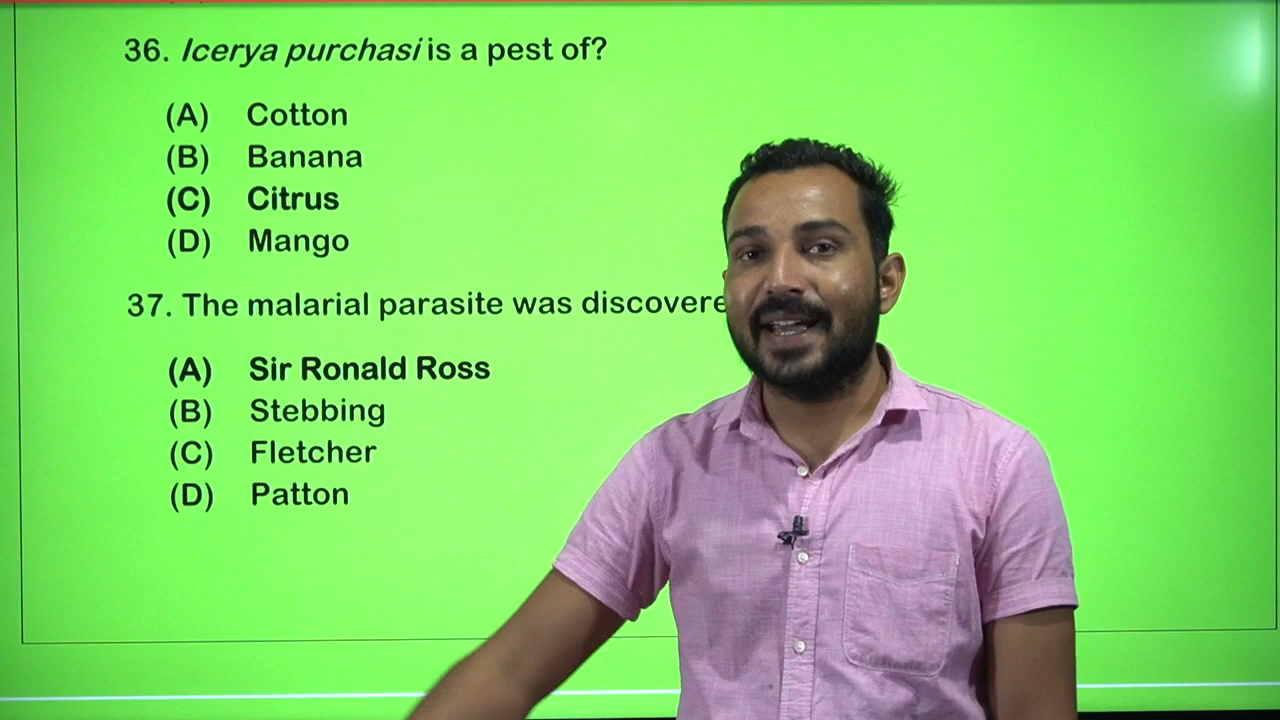 36. Icerya purchasi is a pest of?
(A) Cotton
(B) Banana
(C) Citrus
(D) Mango
37. The malarial parasite was
(A) Sir Ronald Ross
(B) Stebbing
(C) Fletcher
(D) Patton